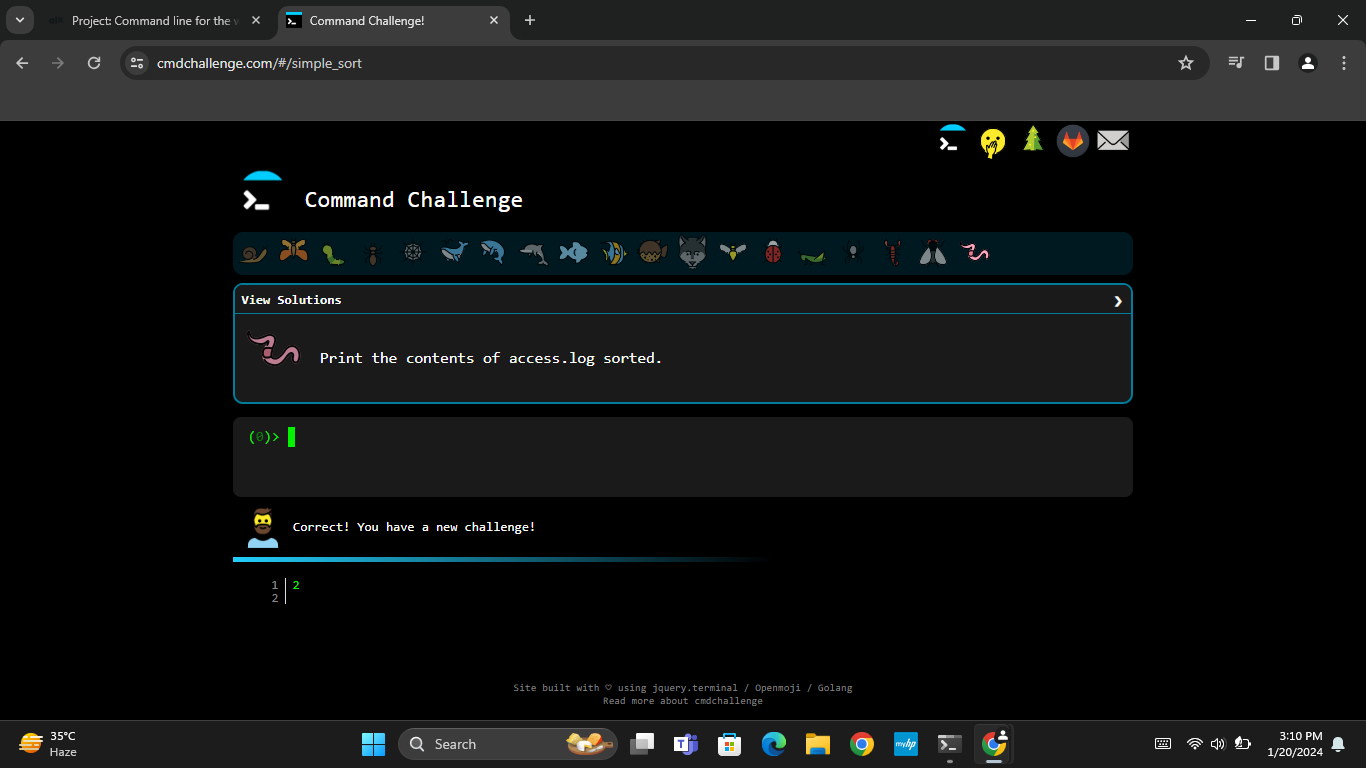 Project: Command line for the w
Command Challenge!
cmdchallenge.com/#/simple_sort
Command Challenge
View Solutions
Print the contents of access.log sorted.
(0)>
Correct! You have a new challenge!
1 2
2
Site built with ♡ using jquery.terminal / Openmoji / Golang
Read more about cmdchallenge
35°C
Haze
Search
myhp
3:10 PM
1/20/2024